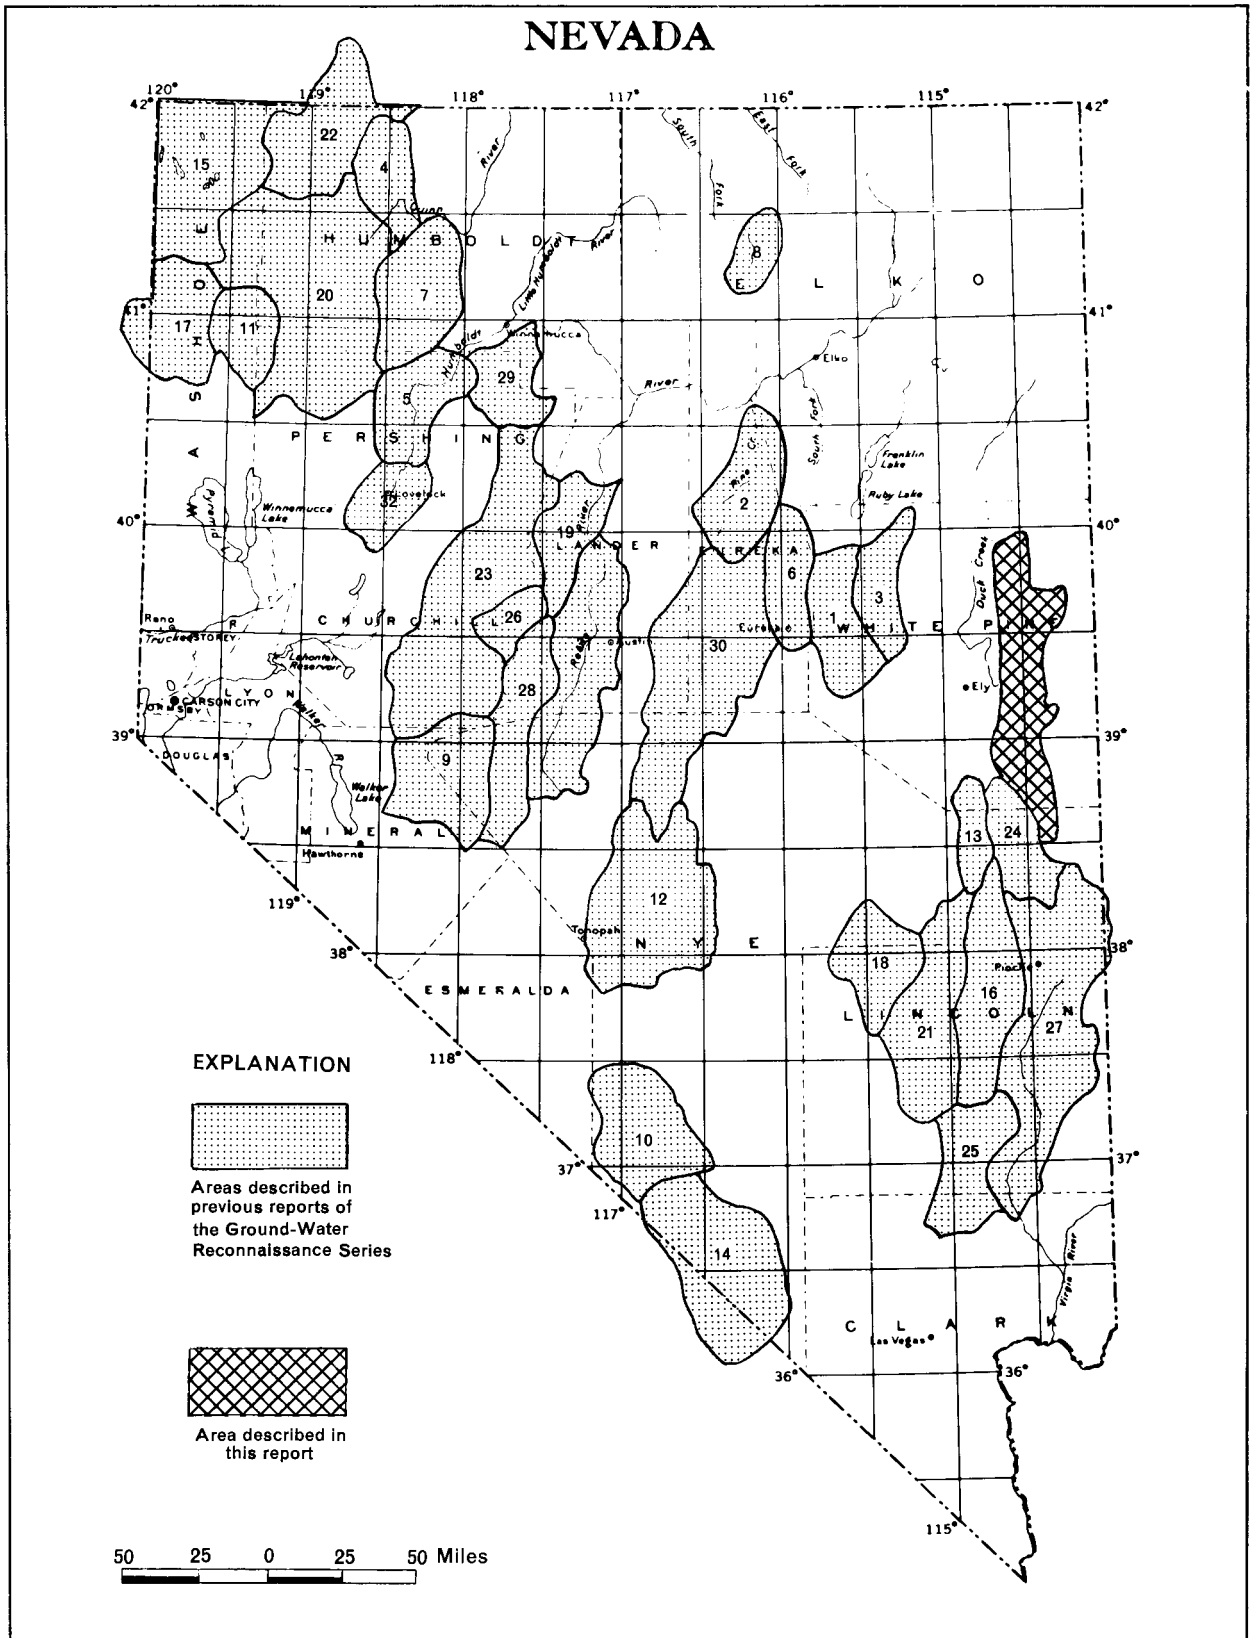 NEVADA
120°
42°
119°
118°
117°
116°
115°
42°
22
15
4
River
South
Fork
East
Fork
Quinn
HUMBOLDT
Little Humboldt
River
8
ELKO
20
7
41°
17
11
41°
Humboldt
Winnemucca
29
Elko
River
5
South Fork
PERSHING
Franklin
Lake
WASHOE
Pine Cr.
2
Ruby Lake
Lovelock
32
Pyramid
Winnemucca
Lake
40°
19
River
LANDER
EUREKA
40°
Duck Creek
23
6
3
26
1
Reno
R
CHURCHILL
Truckee
STOREY
Reese
Austin
Eureka
WHITE PINE
30
Lahontan
Reservoir
28
Ely
LYON
CARSON CITY
ORMSBY
Walker
39°
39°
DOUGLAS
R
9
Walker
Lake
13
24
MINERAL
Hawthorne
12
119°
Tonopah
NYE
38°
38°
18
Pioche
ESMERALDA
16
LINCOLN
21
27
118°
EXPLANATION
10
25
37°
37°
Areas described in
previous reports of
the Ground-Water
Reconnaissance Series
117°
14
Virgin River
CLARK
Las Vegas
36°
36°
Area described in
this report
115°
50 25 0 25 50 Miles